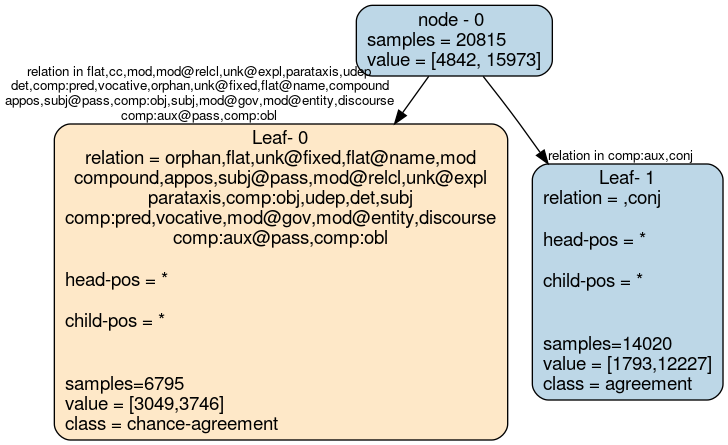 node - 0
samples = 20815
value = [4842, 15973]
relation in flat,cc,mod,mod@relcl,unk@expl,parataxis,udep
det,comp:pred,vocative,orphan,unk@fixed,flat@name,compound
appos,subj@pass,comp:obj,subj,mod@gov,mod@entity,discourse
comp:aux@pass,comp:obl
relation in comp:aux,conj
Leaf- 0
relation = orphan,flat,unk@fixed,flat@name,mod
compound,appos,subj@pass,mod@relcl,unk@expl
parataxis,comp:obj,udep,det,subj
comp:pred,vocative,mod@gov,mod@entity,discourse
comp:aux@pass,comp:obl
head-pos = *
child-pos = *
samples=6795
value = [3049,3746]
class = chance-agreement
Leaf- 1
relation = ,conj
head-pos = *
child-pos = *
samples=14020
value = [1793,12227]
class = agreement